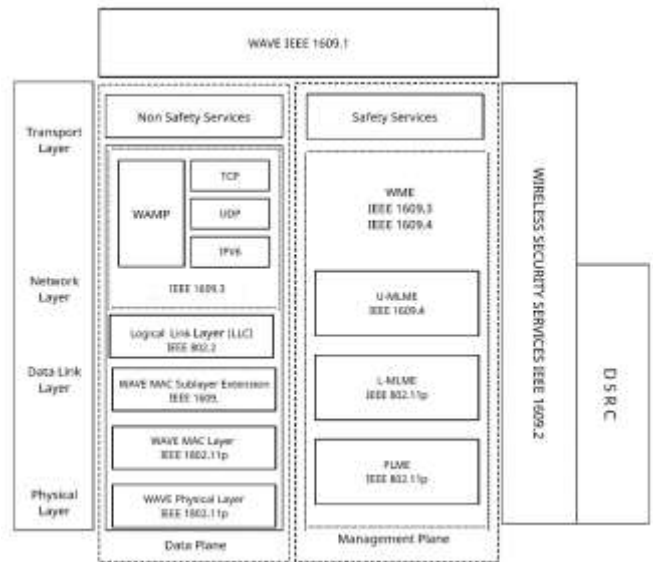 WAVE IEEE 1609.1
Transport
Layer
Network
Layer
Data Link
Layer
Physical
Layer
Non Safety Services
WAMP
TCP
UDP
IPV6
IEEE 1609.3
Logical Link Layer (LLC)
IEEE 802.2
WAVE MAC Sublayer Extension
IEEE 1609.
WAVE MAC Layer
IEEE 1802.11p
WAVE Physical Layer
IEEE 1802.11p
Data Plane
Safety Services
WME
IEEE 1609.3
IEEE 1609.4
U-MLME
IEEE 1609.4
L-MLME
IEEE 802.11p
PLME
IEEE 802.11p
Management Plane
WIRELESS SECURITY SERVICES IEEE 1609.2
D S R C